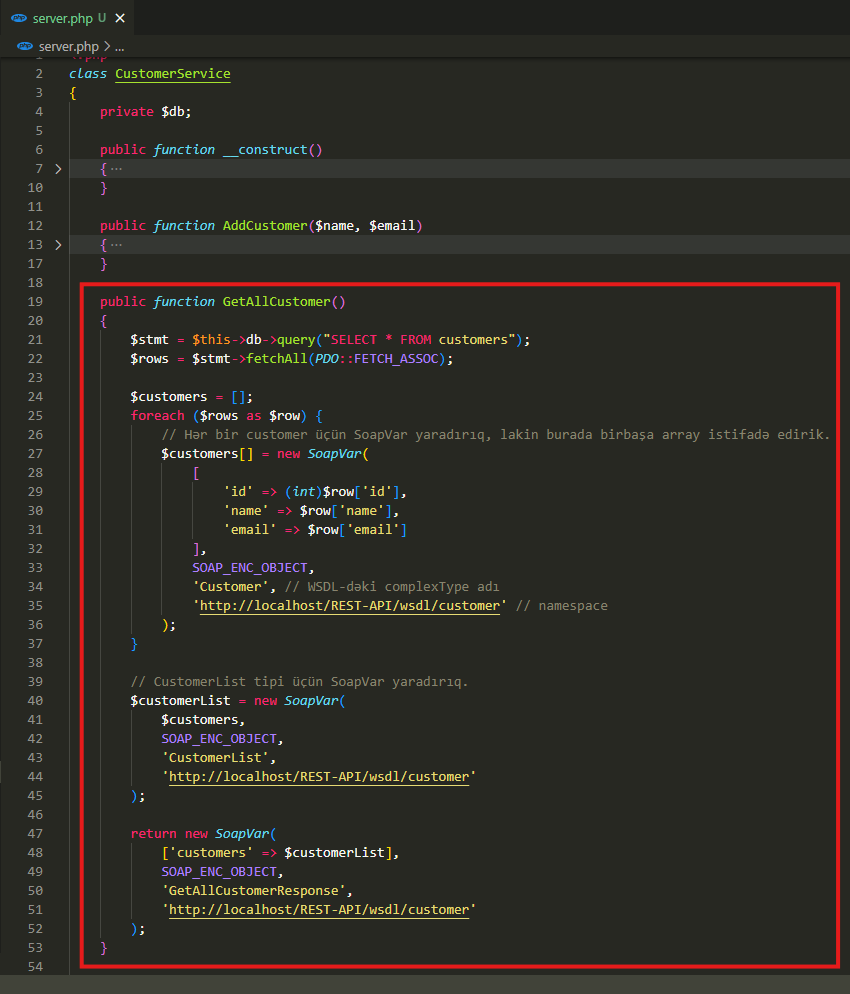 server.php U ×
server.php > ...
1 <?php
2 class CustomerService
3 {
4 private $db;
5
6 public function __construct()
7 > { ...
10 }
11
12 public function AddCustomer($name, $email)
13 > { ...
17 }
18
19 public function GetAllCustomer()
20 {
21 $stmt = $this->db->query("SELECT * FROM customers");
22 $rows = $stmt->fetchAll(PDO::FETCH_ASSOC);
23
24 $customers = [];
25 foreach ($rows as $row) {
26 // Hər bir customer üçün SoapVar yaradırıq, lakin burada birbaşa array istifadə edirik.
27 $customers[] = new SoapVar(
28 [
29 'id' => (int)$row['id'],
30 'name' => $row['name'],
31 'email' => $row['email']
32 ],
33 SOAP_ENC_OBJECT,
34 'Customer', // WSDL-dəki complexType adı
35 'http://localhost/REST-API/wsdl/customer' // namespace
36 );
37 }
38
39 // CustomerList tipi üçün SoapVar yaradırıq.
40 $customerList = new SoapVar(
41 $customers,
42 SOAP_ENC_OBJECT,
43 'CustomerList',
44 'http://localhost/REST-API/wsdl/customer'
45 );
46
47 return new SoapVar(
48 ['customers' => $customerList],
49 SOAP_ENC_OBJECT,
50 'GetAllCustomerResponse',
51 'http://localhost/REST-API/wsdl/customer'
52 );
53 }
54